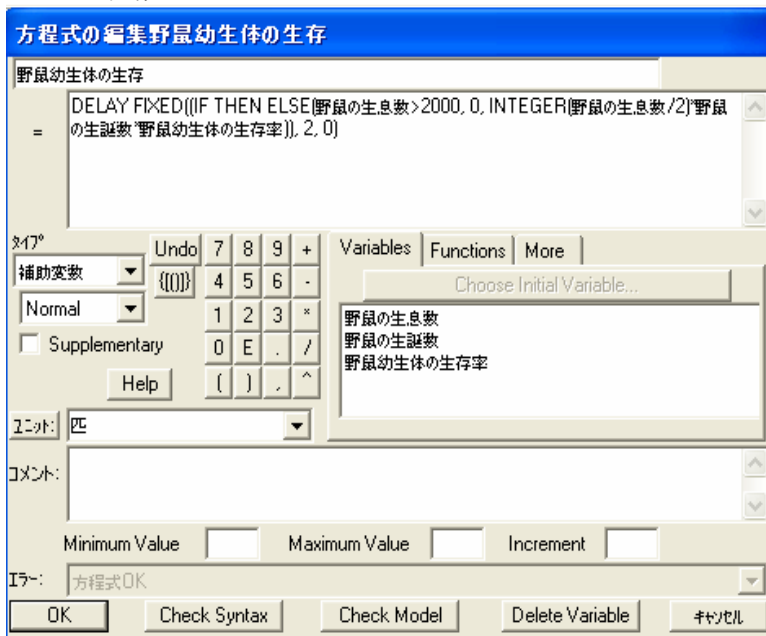 方程式の編集野鼠幼生体の生存
野鼠幼生体の生存
=
DELAY FIXED((IF THEN ELSE(野鼠の生息数>2000, 0, INTEGER(野鼠の生息数/2)*野鼠
の生誕数*野鼠幼生体の生存率)), 2, 0)
タイプ
補助変数
Normal
Supplementary
Help
Undo 7 8 9 +
{[()]} 4 5 6 -
1 2 3 *
0 E . /
( ) , ^
Variables Functions More
Choose Initial Variable...
野鼠の生息数
野鼠の生誕数
野鼠幼生体の生存率
ユニット: 匹
コメント:
Minimum Value Maximum Value Increment
エラー: 方程式OK
OK Check Syntax Check Model Delete Variable キャンセル